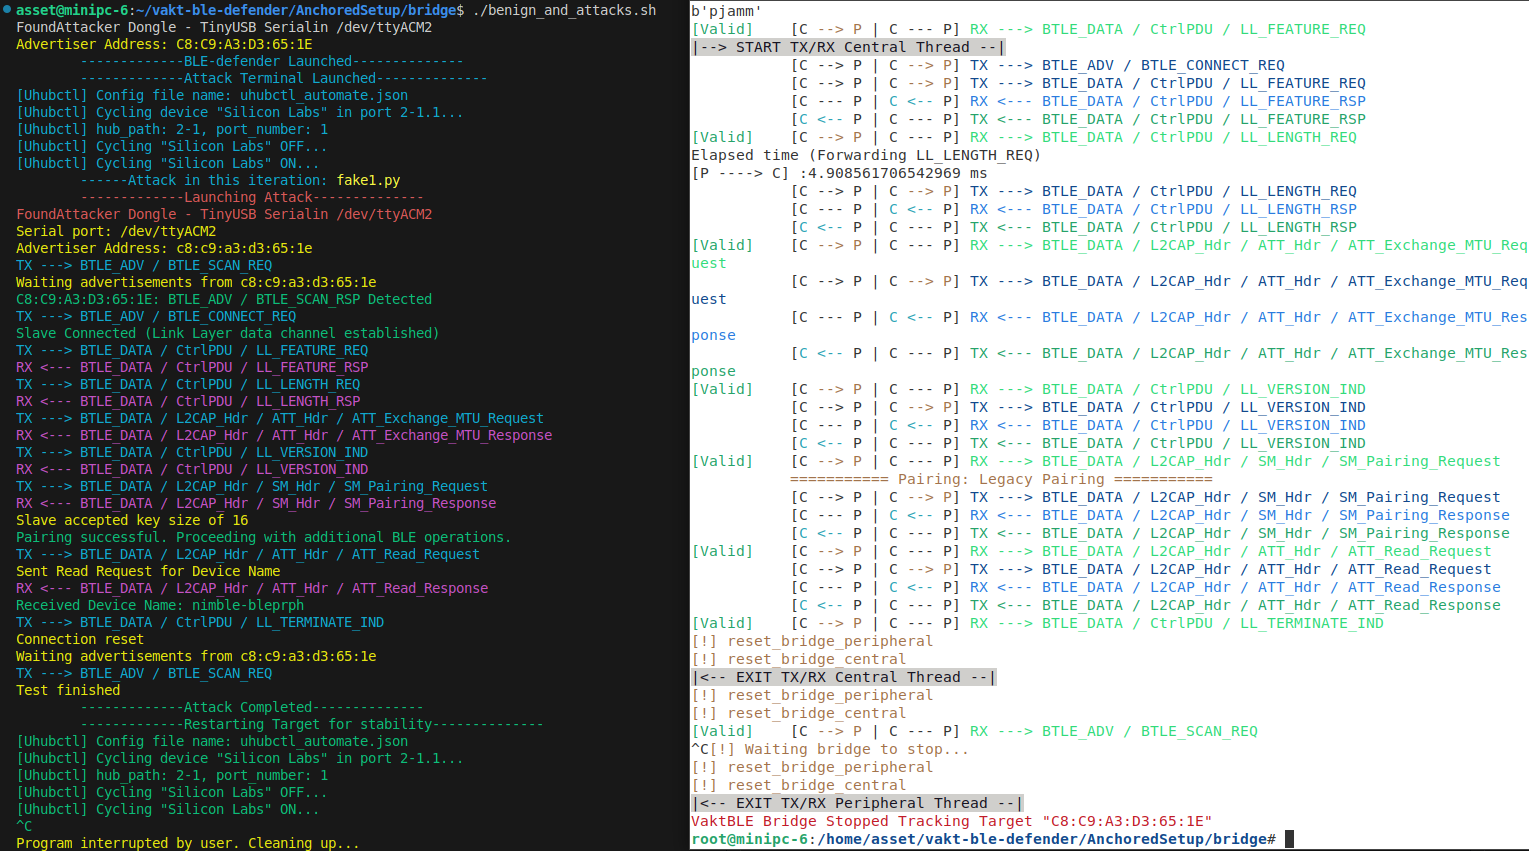 asset@minipc-6:~/vakt-ble-defender/AnchoredSetup/bridge$ ./benign_and_attacks.sh
FoundAttacker Dongle - TinyUSB Serialin /dev/ttyACM2
Advertiser Address: C8:C9:A3:D3:65:1E
-------------BLE-defender Launched--------------
-------------Attack Terminal Launched--------------
[Uhubctl] Config file name: uhubctl_automate.json
[Uhubctl] Cycling device "Silicon Labs" in port 2-1.1...
[Uhubctl] hub_path: 2-1, port_number: 1
[Uhubctl] Cycling "Silicon Labs" OFF...
[Uhubctl] Cycling "Silicon Labs" ON...
------Attack in this iteration: fake1.py
-------------Launching Attack--------------
FoundAttacker Dongle - TinyUSB Serialin /dev/ttyACM2
Serial port: /dev/ttyACM2
Advertiser Address: c8:c9:a3:d3:65:1e
TX ---> BTLE_ADV / BTLE_SCAN_REQ
Waiting advertisements from c8:c9:a3:d3:65:1e
C8:C9:A3:D3:65:1E: BTLE_ADV / BTLE_SCAN_RSP Detected
TX ---> BTLE_ADV / BTLE_CONNECT_REQ
Slave Connected (Link Layer data channel established)
TX ---> BTLE_DATA / CtrlPDU / LL_FEATURE_REQ
RX <--- BTLE_DATA / CtrlPDU / LL_FEATURE_RSP
TX ---> BTLE_DATA / CtrlPDU / LL_LENGTH_REQ
RX <--- BTLE_DATA / CtrlPDU / LL_LENGTH_RSP
TX ---> BTLE_DATA / L2CAP_Hdr / ATT_Hdr / ATT_Exchange_MTU_Request
RX <--- BTLE_DATA / L2CAP_Hdr / ATT_Hdr / ATT_Exchange_MTU_Response
TX ---> BTLE_DATA / CtrlPDU / LL_VERSION_IND
RX <--- BTLE_DATA / CtrlPDU / LL_VERSION_IND
TX ---> BTLE_DATA / L2CAP_Hdr / SM_Hdr / SM_Pairing_Request
RX <--- BTLE_DATA / L2CAP_Hdr / SM_Hdr / SM_Pairing_Response
Slave accepted key size of 16
Pairing successful. Proceeding with additional BLE operations.
TX ---> BTLE_DATA / L2CAP_Hdr / ATT_Hdr / ATT_Read_Request
Sent Read Request for Device Name
RX <--- BTLE_DATA / L2CAP_Hdr / ATT_Hdr / ATT_Read_Response
Received Device Name: nimble-bleprph
TX ---> BTLE_DATA / CtrlPDU / LL_TERMINATE_IND
Connection reset
Waiting advertisements from c8:c9:a3:d3:65:1e
TX ---> BTLE_ADV / BTLE_SCAN_REQ
Test finished
-------------Attack Completed--------------
-------------Restarting Target for stability--------------
[Uhubctl] Config file name: uhubctl_automate.json
[Uhubctl] Cycling device "Silicon Labs" in port 2-1.1...
[Uhubctl] hub_path: 2-1, port_number: 1
[Uhubctl] Cycling "Silicon Labs" OFF...
[Uhubctl] Cycling "Silicon Labs" ON...
^C
Program interrupted by user. Cleaning up...
b'pjamm'
[Valid] [C --> P | C --- P] RX ---> BTLE_DATA / CtrlPDU / LL_FEATURE_REQ
|--> START TX/RX Central Thread --|
[C --> P | C --> P] TX ---> BTLE_ADV / BTLE_CONNECT_REQ
[C --> P | C --> P] TX ---> BTLE_DATA / CtrlPDU / LL_FEATURE_REQ
[C --- P | C <-- P] RX <--- BTLE_DATA / CtrlPDU / LL_FEATURE_RSP
[C <-- P | C --- P] TX <--- BTLE_DATA / CtrlPDU / LL_FEATURE_RSP
[Valid] [C --> P | C --- P] RX ---> BTLE_DATA / CtrlPDU / LL_LENGTH_REQ
Elapsed time (Forwarding LL_LENGTH_REQ)
[P ----> C] :4.908561706542969 ms
[C --> P | C --> P] TX ---> BTLE_DATA / CtrlPDU / LL_LENGTH_REQ
[C --- P | C <-- P] RX <--- BTLE_DATA / CtrlPDU / LL_LENGTH_RSP
[C <-- P | C --- P] TX <--- BTLE_DATA / CtrlPDU / LL_LENGTH_RSP
[Valid] [C --> P | C --- P] RX ---> BTLE_DATA / L2CAP_Hdr / ATT_Hdr / ATT_Exchange_MTU_Req
uest
[C --> P | C --> P] TX ---> BTLE_DATA / L2CAP_Hdr / ATT_Hdr / ATT_Exchange_MTU_Req
uest
[C --- P | C <-- P] RX <--- BTLE_DATA / L2CAP_Hdr / ATT_Hdr / ATT_Exchange_MTU_Res
ponse
[C <-- P | C --- P] TX <--- BTLE_DATA / L2CAP_Hdr / ATT_Hdr / ATT_Exchange_MTU_Res
ponse
[Valid] [C --> P | C --- P] RX ---> BTLE_DATA / CtrlPDU / LL_VERSION_IND
[C --> P | C --> P] TX ---> BTLE_DATA / CtrlPDU / LL_VERSION_IND
[C --- P | C <-- P] RX <--- BTLE_DATA / CtrlPDU / LL_VERSION_IND
[C <-- P | C --- P] TX <--- BTLE_DATA / CtrlPDU / LL_VERSION_IND
[Valid] [C --> P | C --- P] RX ---> BTLE_DATA / L2CAP_Hdr / SM_Hdr / SM_Pairing_Request
=========== Pairing: Legacy Pairing ===========
[C --> P | C --> P] TX ---> BTLE_DATA / L2CAP_Hdr / SM_Hdr / SM_Pairing_Request
[C --- P | C <-- P] RX <--- BTLE_DATA / L2CAP_Hdr / SM_Hdr / SM_Pairing_Response
[C <-- P | C --- P] TX <--- BTLE_DATA / L2CAP_Hdr / SM_Hdr / SM_Pairing_Response
[Valid] [C --> P | C --- P] RX ---> BTLE_DATA / L2CAP_Hdr / ATT_Hdr / ATT_Read_Request
[C --> P | C --> P] TX ---> BTLE_DATA / L2CAP_Hdr / ATT_Hdr / ATT_Read_Request
[C --- P | C <-- P] RX <--- BTLE_DATA / L2CAP_Hdr / ATT_Hdr / ATT_Read_Response
[C <-- P | C --- P] TX <--- BTLE_DATA / L2CAP_Hdr / ATT_Hdr / ATT_Read_Response
[Valid] [C --> P | C --- P] RX ---> BTLE_DATA / CtrlPDU / LL_TERMINATE_IND
[!] reset_bridge_peripheral
[!] reset_bridge_central
|<-- EXIT TX/RX Central Thread --|
[!] reset_bridge_peripheral
[!] reset_bridge_central
[Valid] [C --> P | C --- P] RX ---> BTLE_ADV / BTLE_SCAN_REQ
^C[!] Waiting bridge to stop...
[!] reset_bridge_peripheral
[!] reset_bridge_central
|<-- EXIT TX/RX Peripheral Thread --|
VaktBLE Bridge Stopped Tracking Target "C8:C9:A3:D3:65:1E"
root@minipc-6:/home/asset/vakt-ble-defender/AnchoredSetup/bridge#